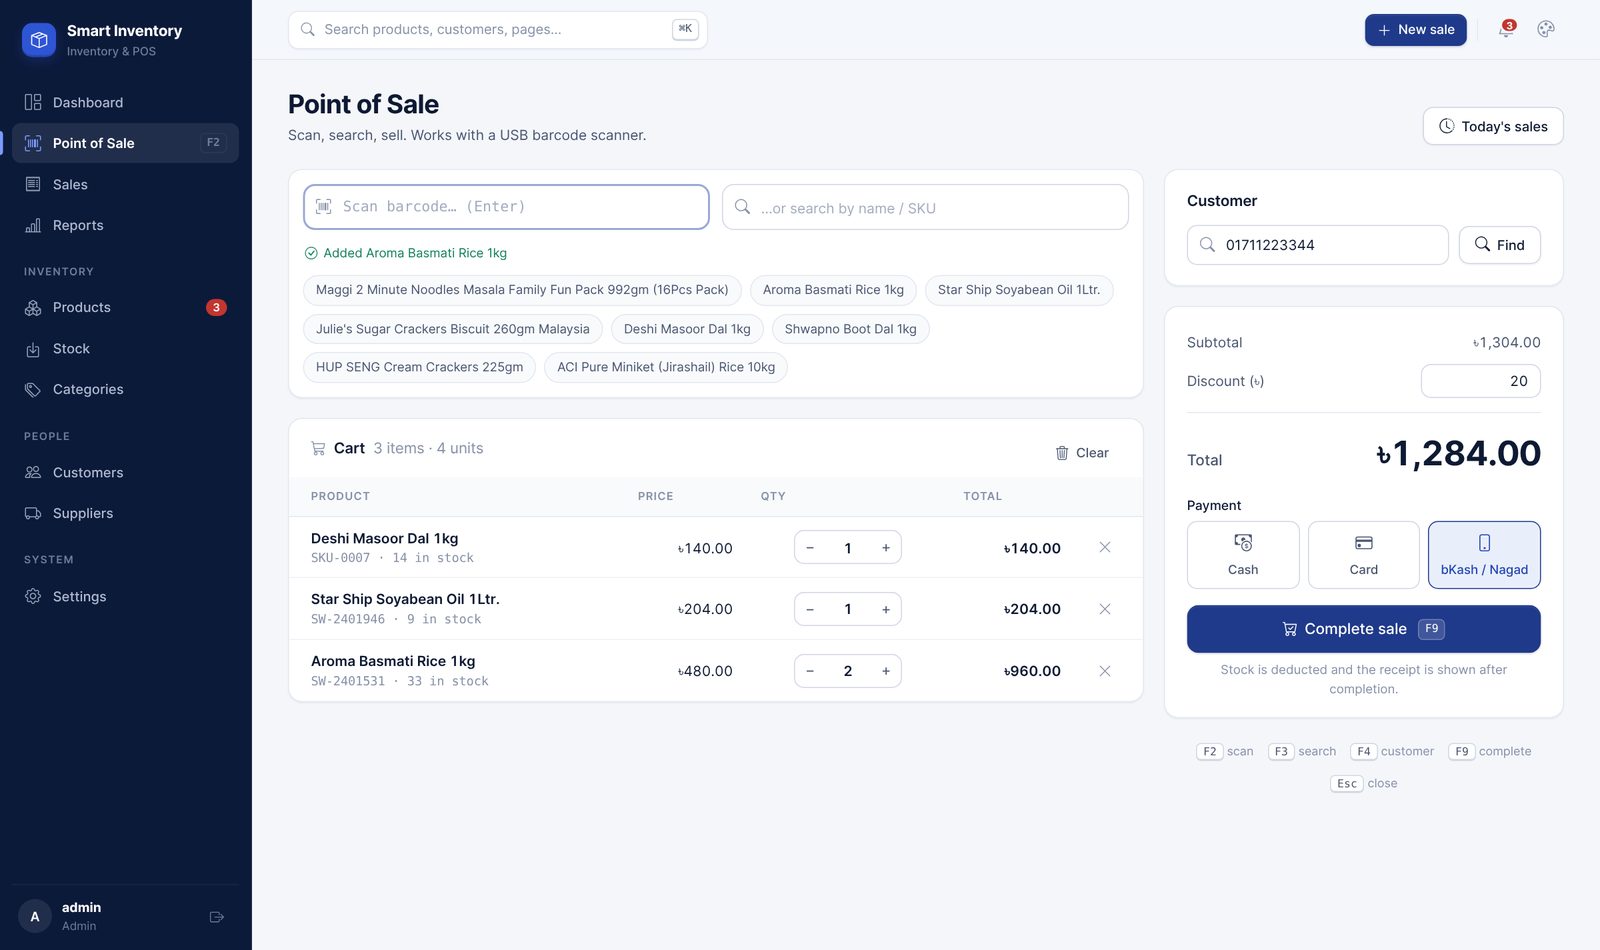 Smart Inventory
Inventory & POS
Dashboard
Point of Sale F2
Sales
Reports
INVENTORY
Products 3
Stock
Categories
PEOPLE
Customers
Suppliers
SYSTEM
Settings
A admin
Admin
Search products, customers, pages... ⌘K
+ New sale 3
Point of Sale
Scan, search, sell. Works with a USB barcode scanner.
Today's sales
Scan barcode… (Enter) ...or search by name / SKU
Added Aroma Basmati Rice 1kg
Maggi 2 Minute Noodles Masala Family Fun Pack 992gm (16Pcs Pack) Aroma Basmati Rice 1kg Star Ship Soyabean Oil 1Ltr.
Julie's Sugar Crackers Biscuit 260gm Malaysia Deshi Masoor Dal 1kg Shwapno Boot Dal 1kg
HUP SENG Cream Crackers 225gm ACI Pure Miniket (Jirashail) Rice 10kg
Cart 3 items · 4 units Clear
PRODUCT PRICE QTY TOTAL
Deshi Masoor Dal 1kg
SKU-0007 · 14 in stock
৳140.00 − 1 + ৳140.00
Star Ship Soyabean Oil 1Ltr.
SW-2401946 · 9 in stock
৳204.00 − 1 + ৳204.00
Aroma Basmati Rice 1kg
SW-2401531 · 33 in stock
৳480.00 − 2 + ৳960.00
Customer
01711223344 Find
Subtotal ৳1,304.00
Discount (৳) 20
Total ৳1,284.00
Payment
Cash Card bKash / Nagad
Complete sale F9
Stock is deducted and the receipt is shown after
completion.
F2 scan F3 search F4 customer F9 complete
Esc close